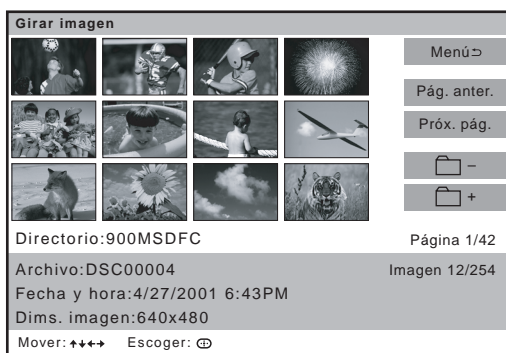 Girar imagen
Menú⮌
Pág. anter.
Próx. pág.
–
+
Directorio:900MSDFC
Página 1/42
Archivo:DSC00004
Imagen 12/254
Fecha y hora:4/27/2001 6:43PM
Dims. imagen:640x480
Mover: ↑↓←→ Escoger: